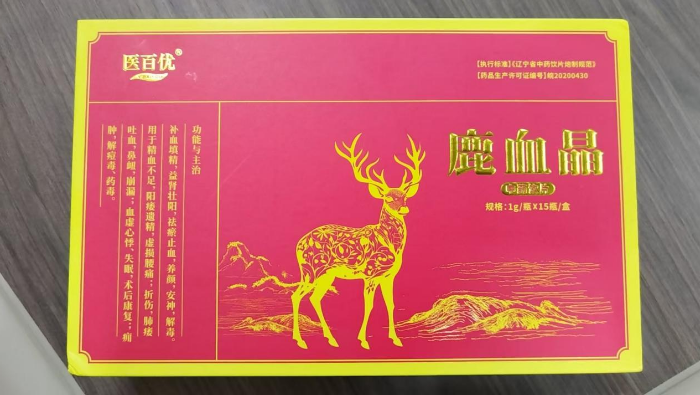 医百优
【执行标准】《辽宁省中药饮片炮制规范》
【药品生产许可证编号】皖20200430
鹿血晶
规格：1g/瓶X15瓶/盒
功能与主治
补血填精，益肾壮阳，祛瘀止血，养颜，安神，解毒。
用于精血不足，阳痿遗精，虚损腰痛；折伤，肺痿
吐血，鼻衄，崩漏；血虚心悸、失眠，术后康复；痈
肿，解痘毒、药毒。